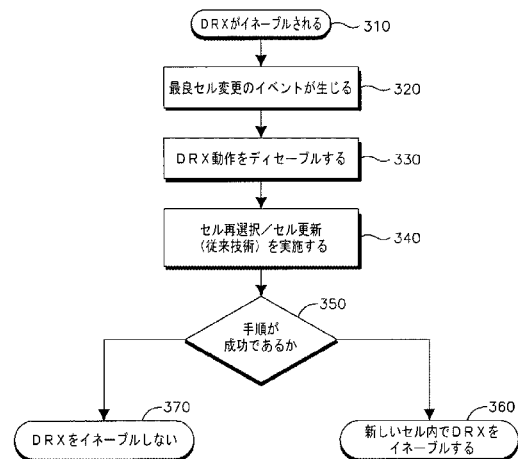 DRXがイネーブルされる
310
最良セル変更のイベントが生じる
320
DRX動作をディセーブルする
330
セル再選択/セル更新
(従来技術)を実施する
340
350
手順が
成功であるか
370
DRXをイネーブルしない
360
新しいセル内でDRXを
イネーブルする